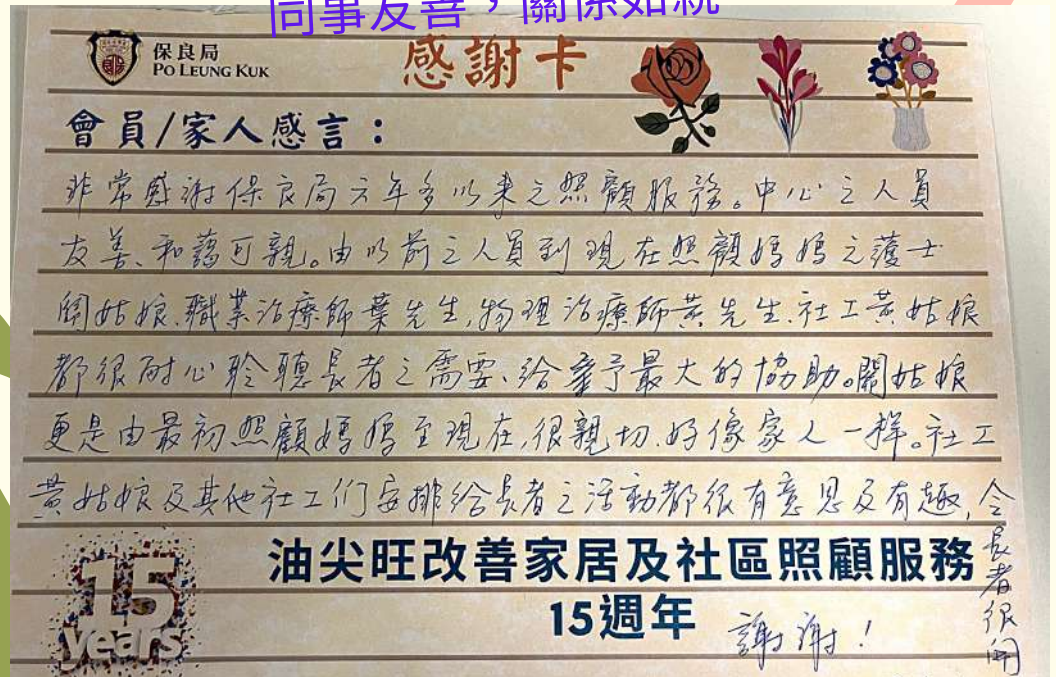 同事友善，關係如
保良局
PO LEUNG KUK
感謝卡
會員/家人感言：
非常感謝保良局六年多以來之照顧服務。中心之人員
友善、和藹可親。由以前之人員到現在照顧媽媽之護士
關姑娘、職業治療師葉先生,物理治療師黃先生、社工黃姑娘
都很耐心聆聽長者之需要、給予最大的協助。關姑娘
更是由最初照顧媽媽至現在,很親切、好像家人一样。社工
黃姑娘及其他社工们安排給長者之活動都很有意思及有趣,令
長者很開
15 years
油尖旺改善家居及社區照顧服務
15週年
謝謝！